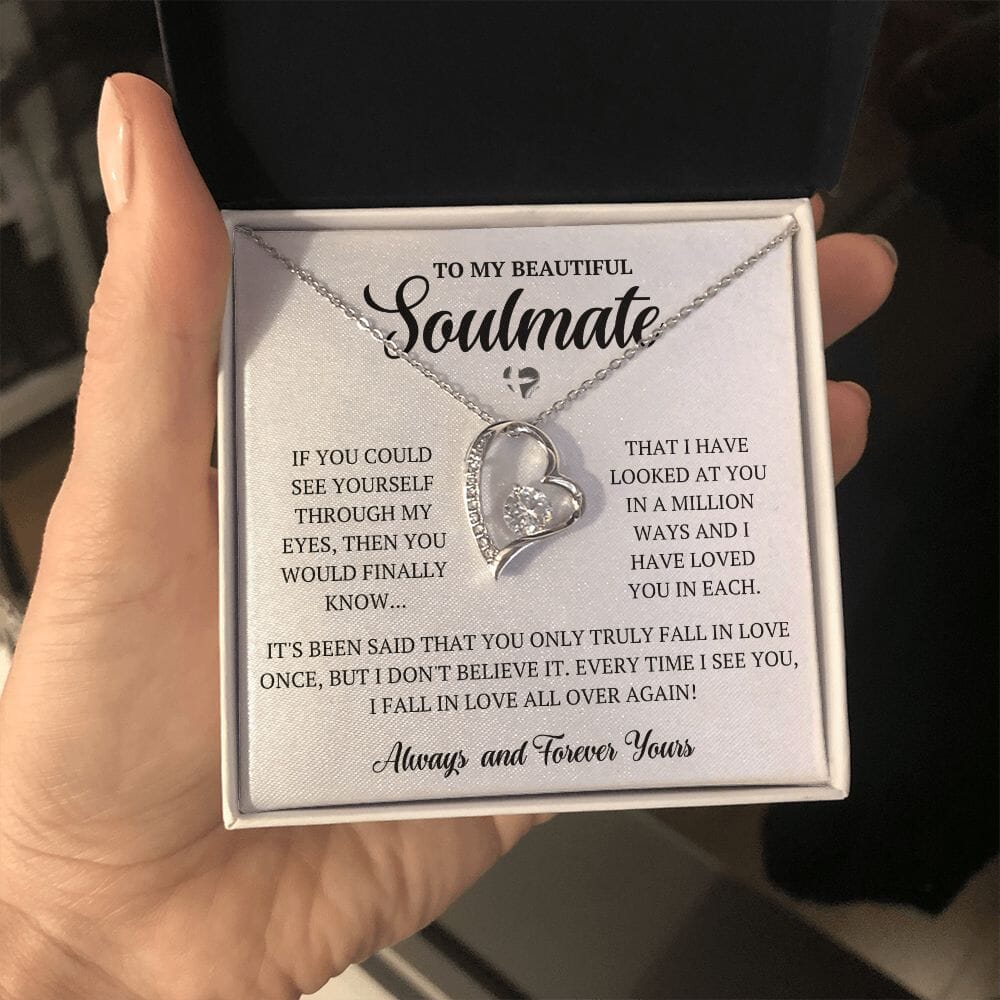 TO MY BEAUTIFUL
Soulmate
IF YOU COULD
SEE YOURSELF
THROUGH MY
EYES, THEN YOU
WOULD FINALLY
KNOW...
THAT I HAVE
LOOKED AT YOU
IN A MILLION
WAYS AND I
HAVE LOVED
YOU IN EACH.
IT'S BEEN SAID THAT YOU ONLY TRULY FALL IN LOVE
ONCE, BUT I DON'T BELIEVE IT. EVERY TIME I SEE YOU,
I FALL IN LOVE ALL OVER AGAIN!
Always and Forever Yours